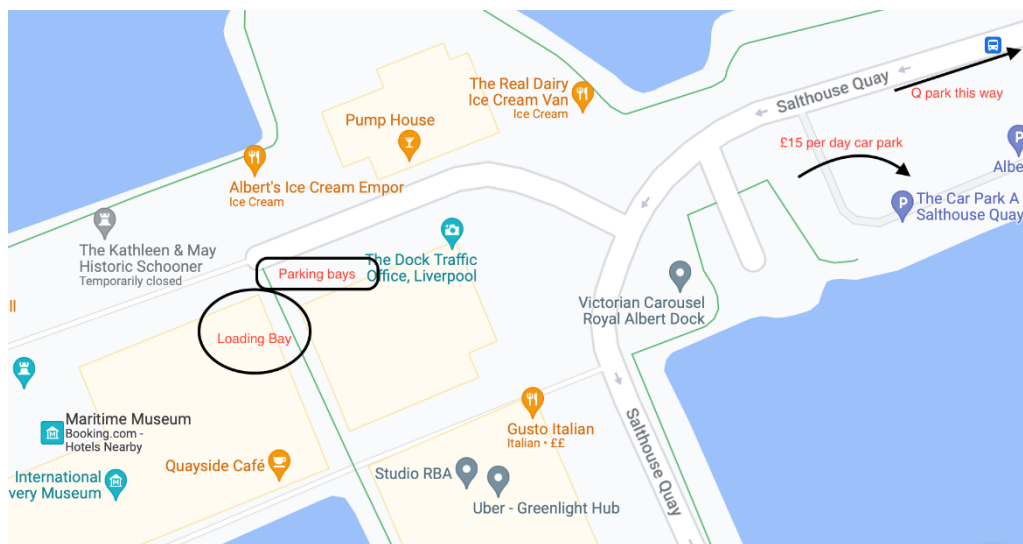 Salthouse Quay
Q park this way
The Real Dairy
Ice Cream Van
Ice Cream
Pump House
£15 per day car park
P
Albe
Albert's Ice Cream Empor
Ice Cream
P
The Car Park A
Salthouse Quay
The Kathleen & May
Historic Schooner
Temporarily closed
The Dock Traffic
Office, Liverpool
Parking bays
ll
Victorian Carousel
Royal Albert Dock
Loading Bay
Maritime Museum
Booking.com -
Hotels Nearby
Gusto Italian
Italian • ££
Salthouse Quay
Quayside Café
Studio RBA
International
very Museum
Uber - Greenlight Hub